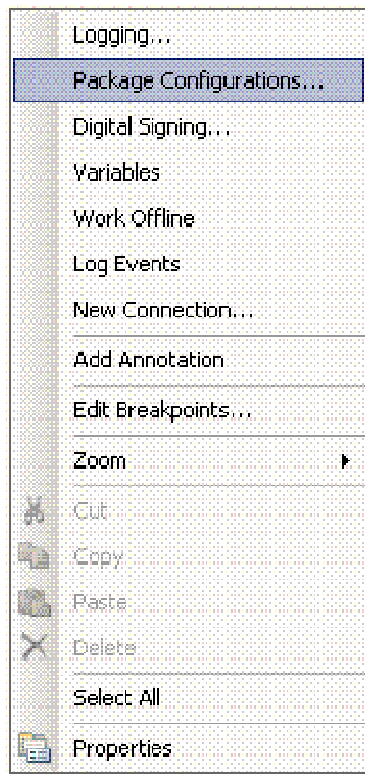 Logging...
Package Configurations...
Digital Signing...
Variables
Work Offline
Log Events
New Connection...
Add Annotation
Edit Breakpoints...
Zoom
Cut
Copy
Paste
Delete
Select All
Properties